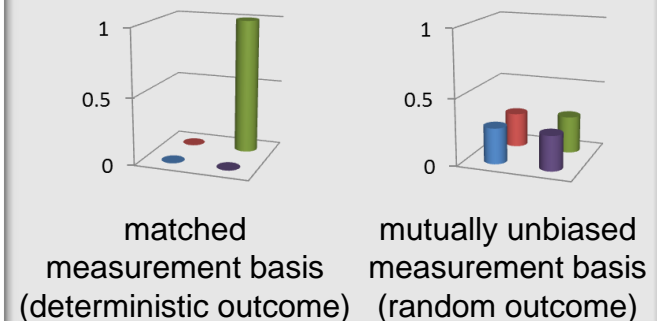 1
0.5
0
1
0.5
0
matched
measurement basis
(deterministic outcome)
mutually unbiased
measurement basis
(random outcome)